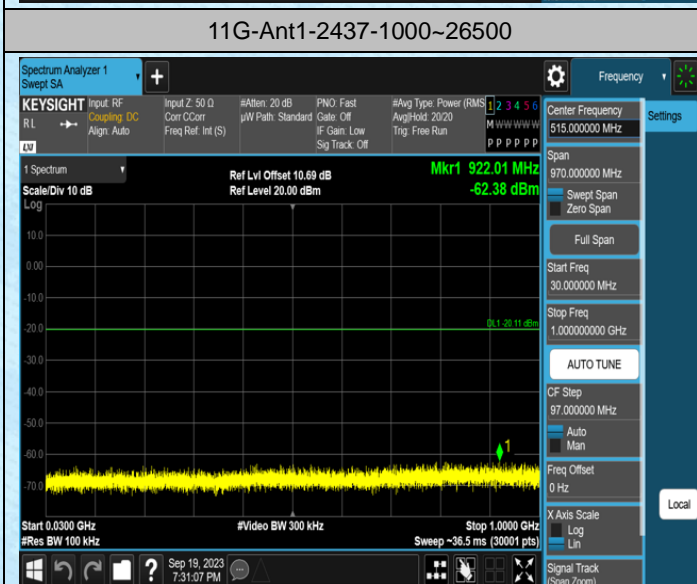 11G-Ant1-2437-1000~26500
Spectrum Analyzer 1
Swept SA
Frequency
KEYSIGHT
RL
Input: RF
Coupling: DC
Align: Auto
Input Z: 50 Ω
Corr CCorr
Freq Ref: Int (S)
#Atten: 20 dB
µW Path: Standard
PNO: Fast
Gate: Off
IF Gain: Low
Sig Track: Off
#Avg Type: Power (RMS
Avg|Hold: 20/20
Trig: Free Run
1 2 3 4 5 6
M W W W W W
P P P P P P
LXI
1 Spectrum
Scale/Div 10 dB
Log
Ref Lvl Offset 10.69 dB
Ref Level 20.00 dBm
Mkr1 922.01 MHz
-62.38 dBm
10.0
0.00
-10.0
-20.0
DL1 -20.11 dBm
-30.0
-40.0
-50.0
-60.0
-70.0
1
Start 0.0300 GHz
#Res BW 100 kHz
#Video BW 300 kHz
Stop 1.0000 GHz
Sweep ~36.5 ms (30001 pts)
Sep 19, 2023
7:31:07 PM
Center Frequency
515.000000 MHz
Span
970.000000 MHz
Swept Span
Zero Span
Full Span
Start Freq
30.000000 MHz
Stop Freq
1.000000000 GHz
AUTO TUNE
CF Step
97.000000 MHz
Auto
Man
Freq Offset
0 Hz
X Axis Scale
Log
Lin
Signal Track
(Span Zoom)
Settings
Local